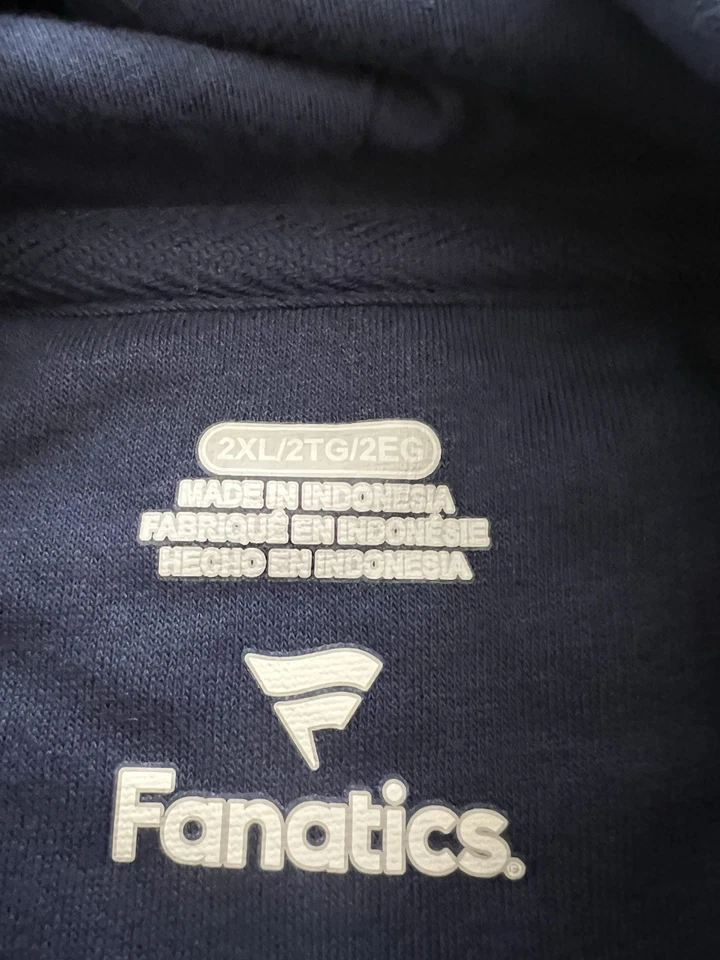 2XL/2TG/2EG
MADE IN INDONESIA
FABRIQUÉ EN INDONÉSIE
HECHO EN INDONESIA
Fanatics.®